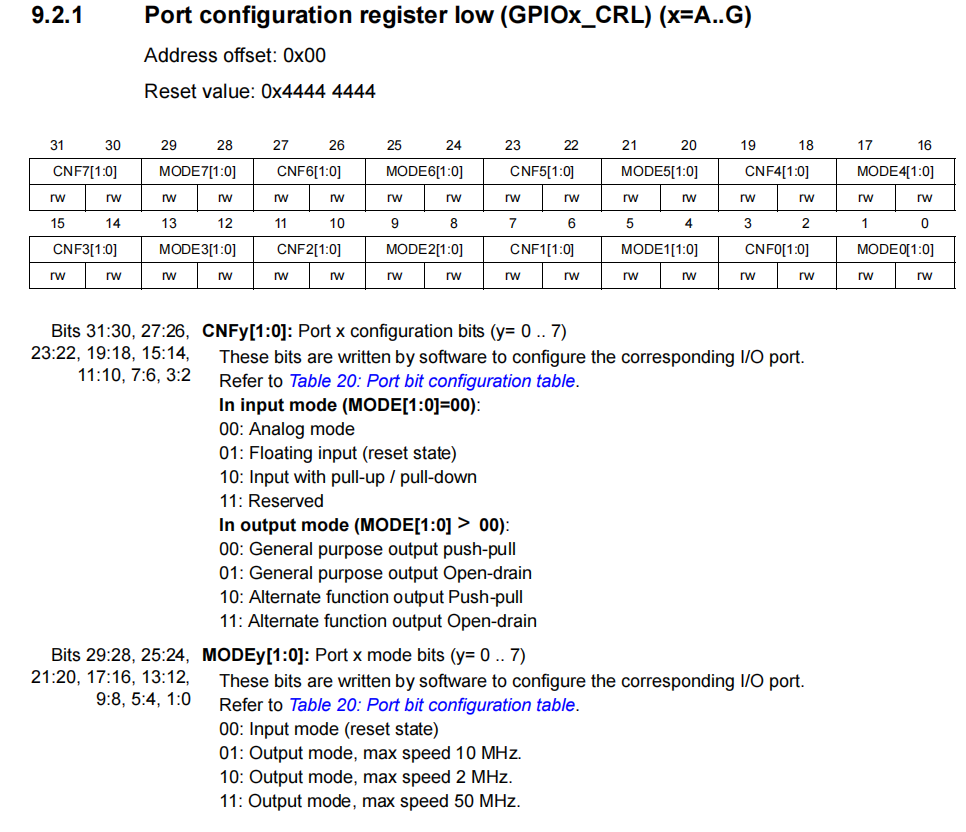 9.2.1 Port configuration register low (GPIOx_CRL) (x=A..G)
Address offset: 0x00
Reset value: 0x4444 4444
31 30 29 28 27 26 25 24 23 22 21 20 19 18 17 16
CNF7[1:0] MODE7[1:0] CNF6[1:0] MODE6[1:0] CNF5[1:0] MODE5[1:0] CNF4[1:0] MODE4[1:0]
rw rw rw rw rw rw rw rw rw rw rw rw rw rw rw rw
15 14 13 12 11 10 9 8 7 6 5 4 3 2 1 0
CNF3[1:0] MODE3[1:0] CNF2[1:0] MODE2[1:0] CNF1[1:0] MODE1[1:0] CNF0[1:0] MODE0[1:0]
rw rw rw rw rw rw rw rw rw rw rw rw rw rw rw rw
Bits 31:30, 27:26, CNFy[1:0]: Port x configuration bits (y= 0 .. 7)
23:22, 19:18, 15:14, These bits are written by software to configure the corresponding I/O port.
11:10, 7:6, 3:2 Refer to Table 20: Port bit configuration table.
In input mode (MODE[1:0]=00):
00: Analog mode
01: Floating input (reset state)
10: Input with pull-up / pull-down
11: Reserved
In output mode (MODE[1:0] > 00):
00: General purpose output push-pull
01: General purpose output Open-drain
10: Alternate function output Push-pull
11: Alternate function output Open-drain
Bits 29:28, 25:24, MODEy[1:0]: Port x mode bits (y= 0 .. 7)
21:20, 17:16, 13:12, These bits are written by software to configure the corresponding I/O port.
9:8, 5:4, 1:0 Refer to Table 20: Port bit configuration table.
00: Input mode (reset state)
01: Output mode, max speed 10 MHz.
10: Output mode, max speed 2 MHz.
11: Output mode, max speed 50 MHz.